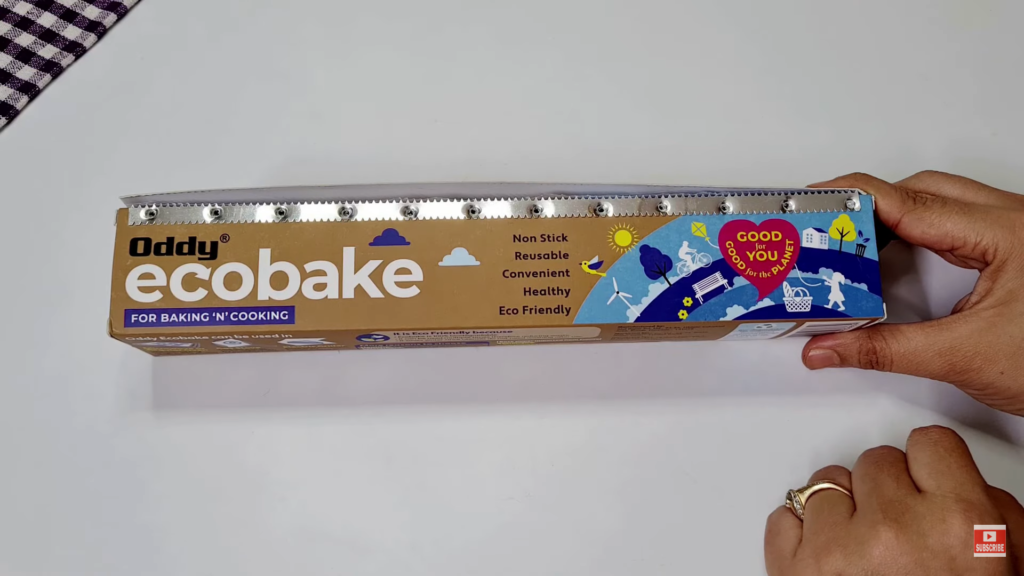 Oddy®
ecobake
FOR BAKING 'N' COOKING
Non Stick
Reusable
Convenient
Healthy
Eco Friendly
GOOD
for YOU
GOOD for the PLANET
Oddy Ecobake can be used in
It is Eco Friendly because
SUBSCRIBE